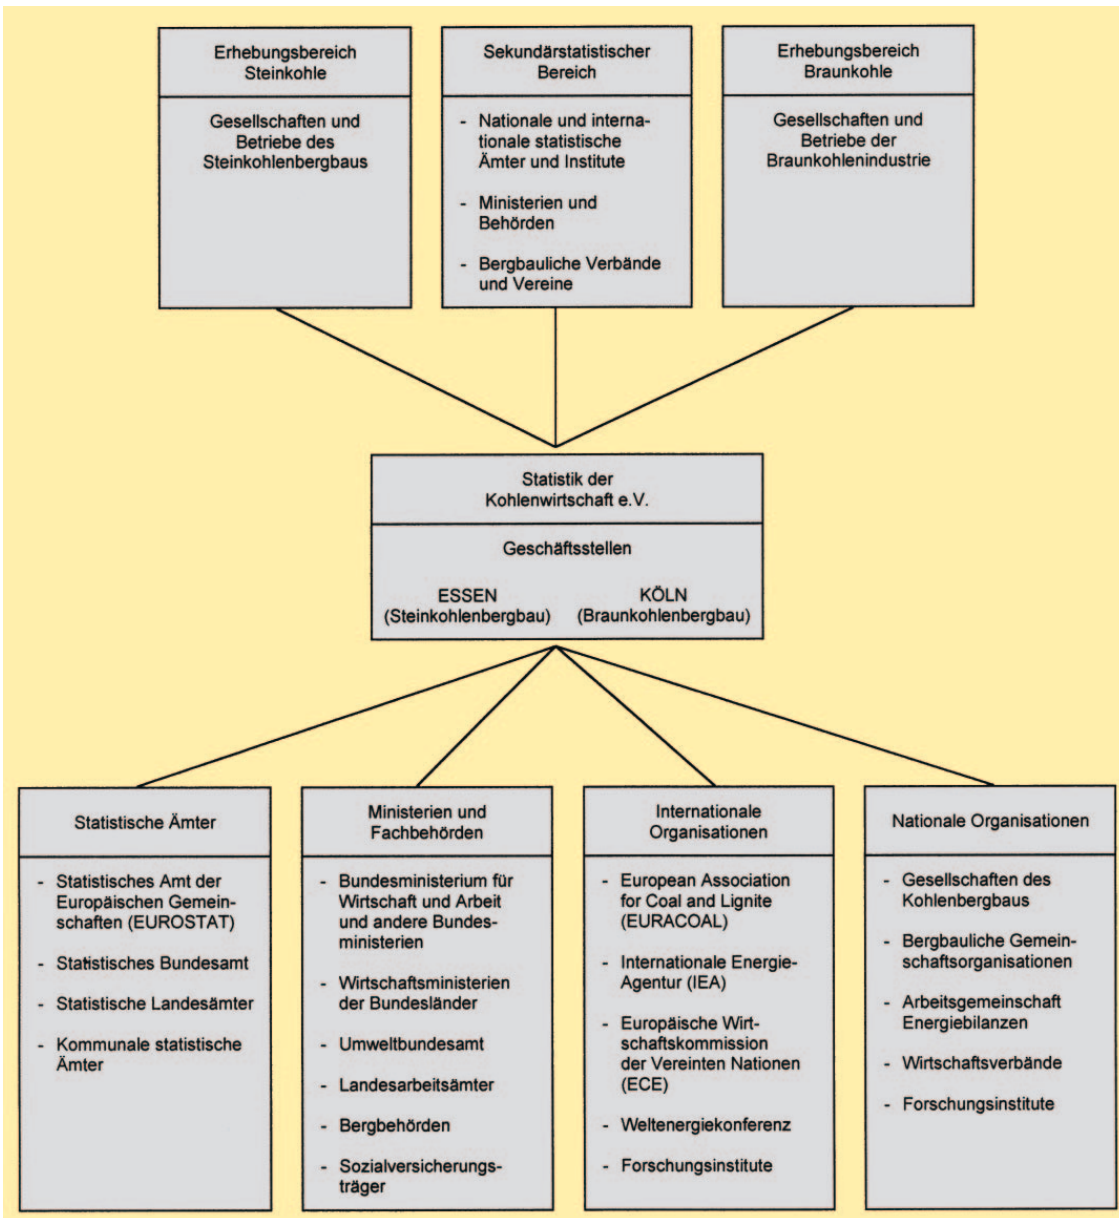 Erhebungsbereich
Steinkohle
Gesellschaften und
Betriebe des
Steinkohlenbergbaus
Sekundärstatistischer
Bereich
- Nationale und interna-
tionale statistische
Ämter und Institute
- Ministerien und
Behörden
- Bergbauliche Verbände
und Vereine
Erhebungsbereich
Braunkohle
Gesellschaften und
Betriebe der
Braunkohlenindustrie
Statistik der
Kohlenwirtschaft e.V.
Geschäftsstellen
ESSEN
(Steinkohlenbergbau)
KÖLN
(Braunkohlenbergbau)
Statistische Ämter
- Statistisches Amt der
Europäischen Gemein-
schaften (EUROSTAT)
- Statistisches Bundesamt
- Statistische Landesämter
- Kommunale statistische
Ämter
Ministerien und
Fachbehörden
- Bundesministerium für
Wirtschaft und Arbeit
und andere Bundes-
ministerien
- Wirtschaftsministerien
der Bundesländer
- Umweltbundesamt
- Landesarbeitsämter
- Bergbehörden
- Sozialversicherungs-
träger
Internationale
Organisationen
- European Association
for Coal and Lignite
(EURACOAL)
- Internationale Energie-
Agentur (IEA)
- Europäische Wirt-
schaftskommission
der Vereinten Nationen
(ECE)
- Weltenergiekonferenz
- Forschungsinstitute
Nationale Organisationen
- Gesellschaften des
Kohlenbergbaus
- Bergbauliche Gemein-
schaftsorganisationen
- Arbeitsgemeinschaft
Energiebilanzen
- Wirtschaftsverbände
- Forschungsinstitute